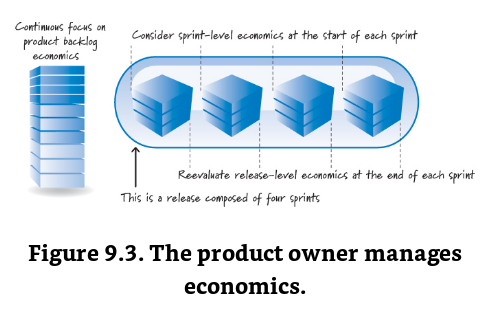 Continuous focus on
product backlog
economics
Consider sprint-level economics at the start of each sprint
Reevaluate release-level economics at the end of each sprint
This is a release composed of four sprints
Figure 9.3. The product owner manages
economics.